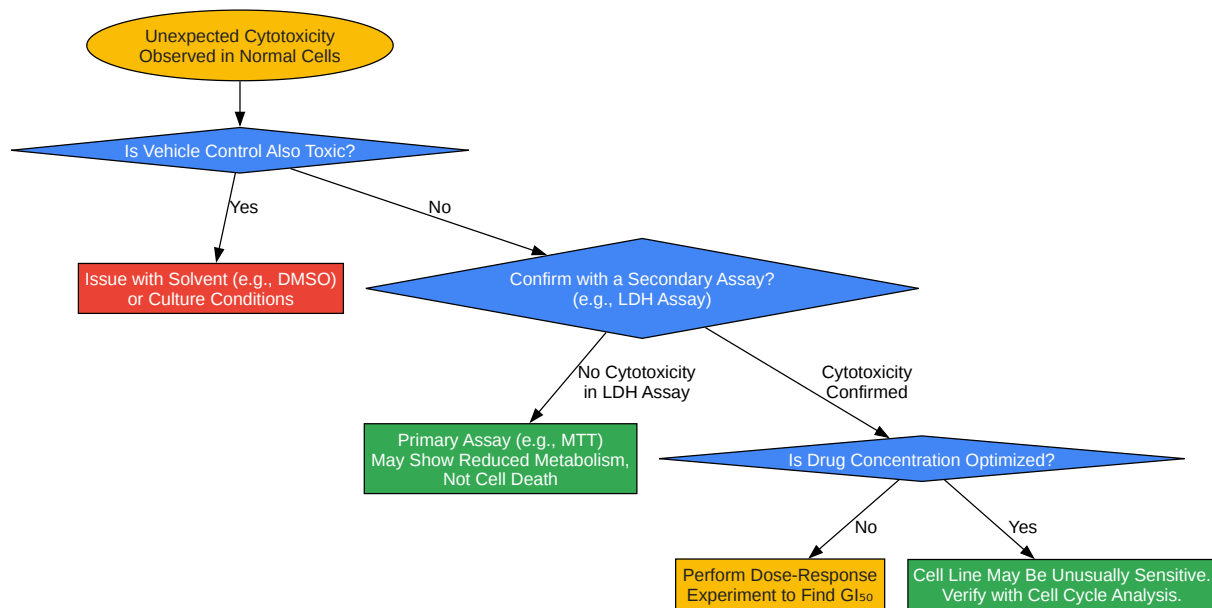 Unexpected Cytotoxicity
Observed in Normal Cells
Is Vehicle Control Also Toxic?
Yes
No
Issue with Solvent (e.g., DMSO)
or Culture Conditions
Confirm with a Secondary Assay?
(e.g., LDH Assay)
No Cytotoxicity
in LDH Assay
Cytotoxicity
Confirmed
Primary Assay (e.g., MTT)
May Show Reduced Metabolism,
Not Cell Death
Is Drug Concentration Optimized?
No
Yes
Perform Dose-Response
Experiment to Find GI₅₀
Cell Line May Be Unusually Sensitive.
Verify with Cell Cycle Analysis.